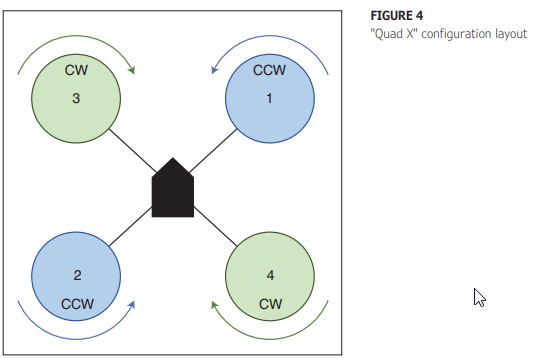 FIGURE 4
"Quad X" configuration layout
CW
3
CCW
1
2
CCW
4
CW